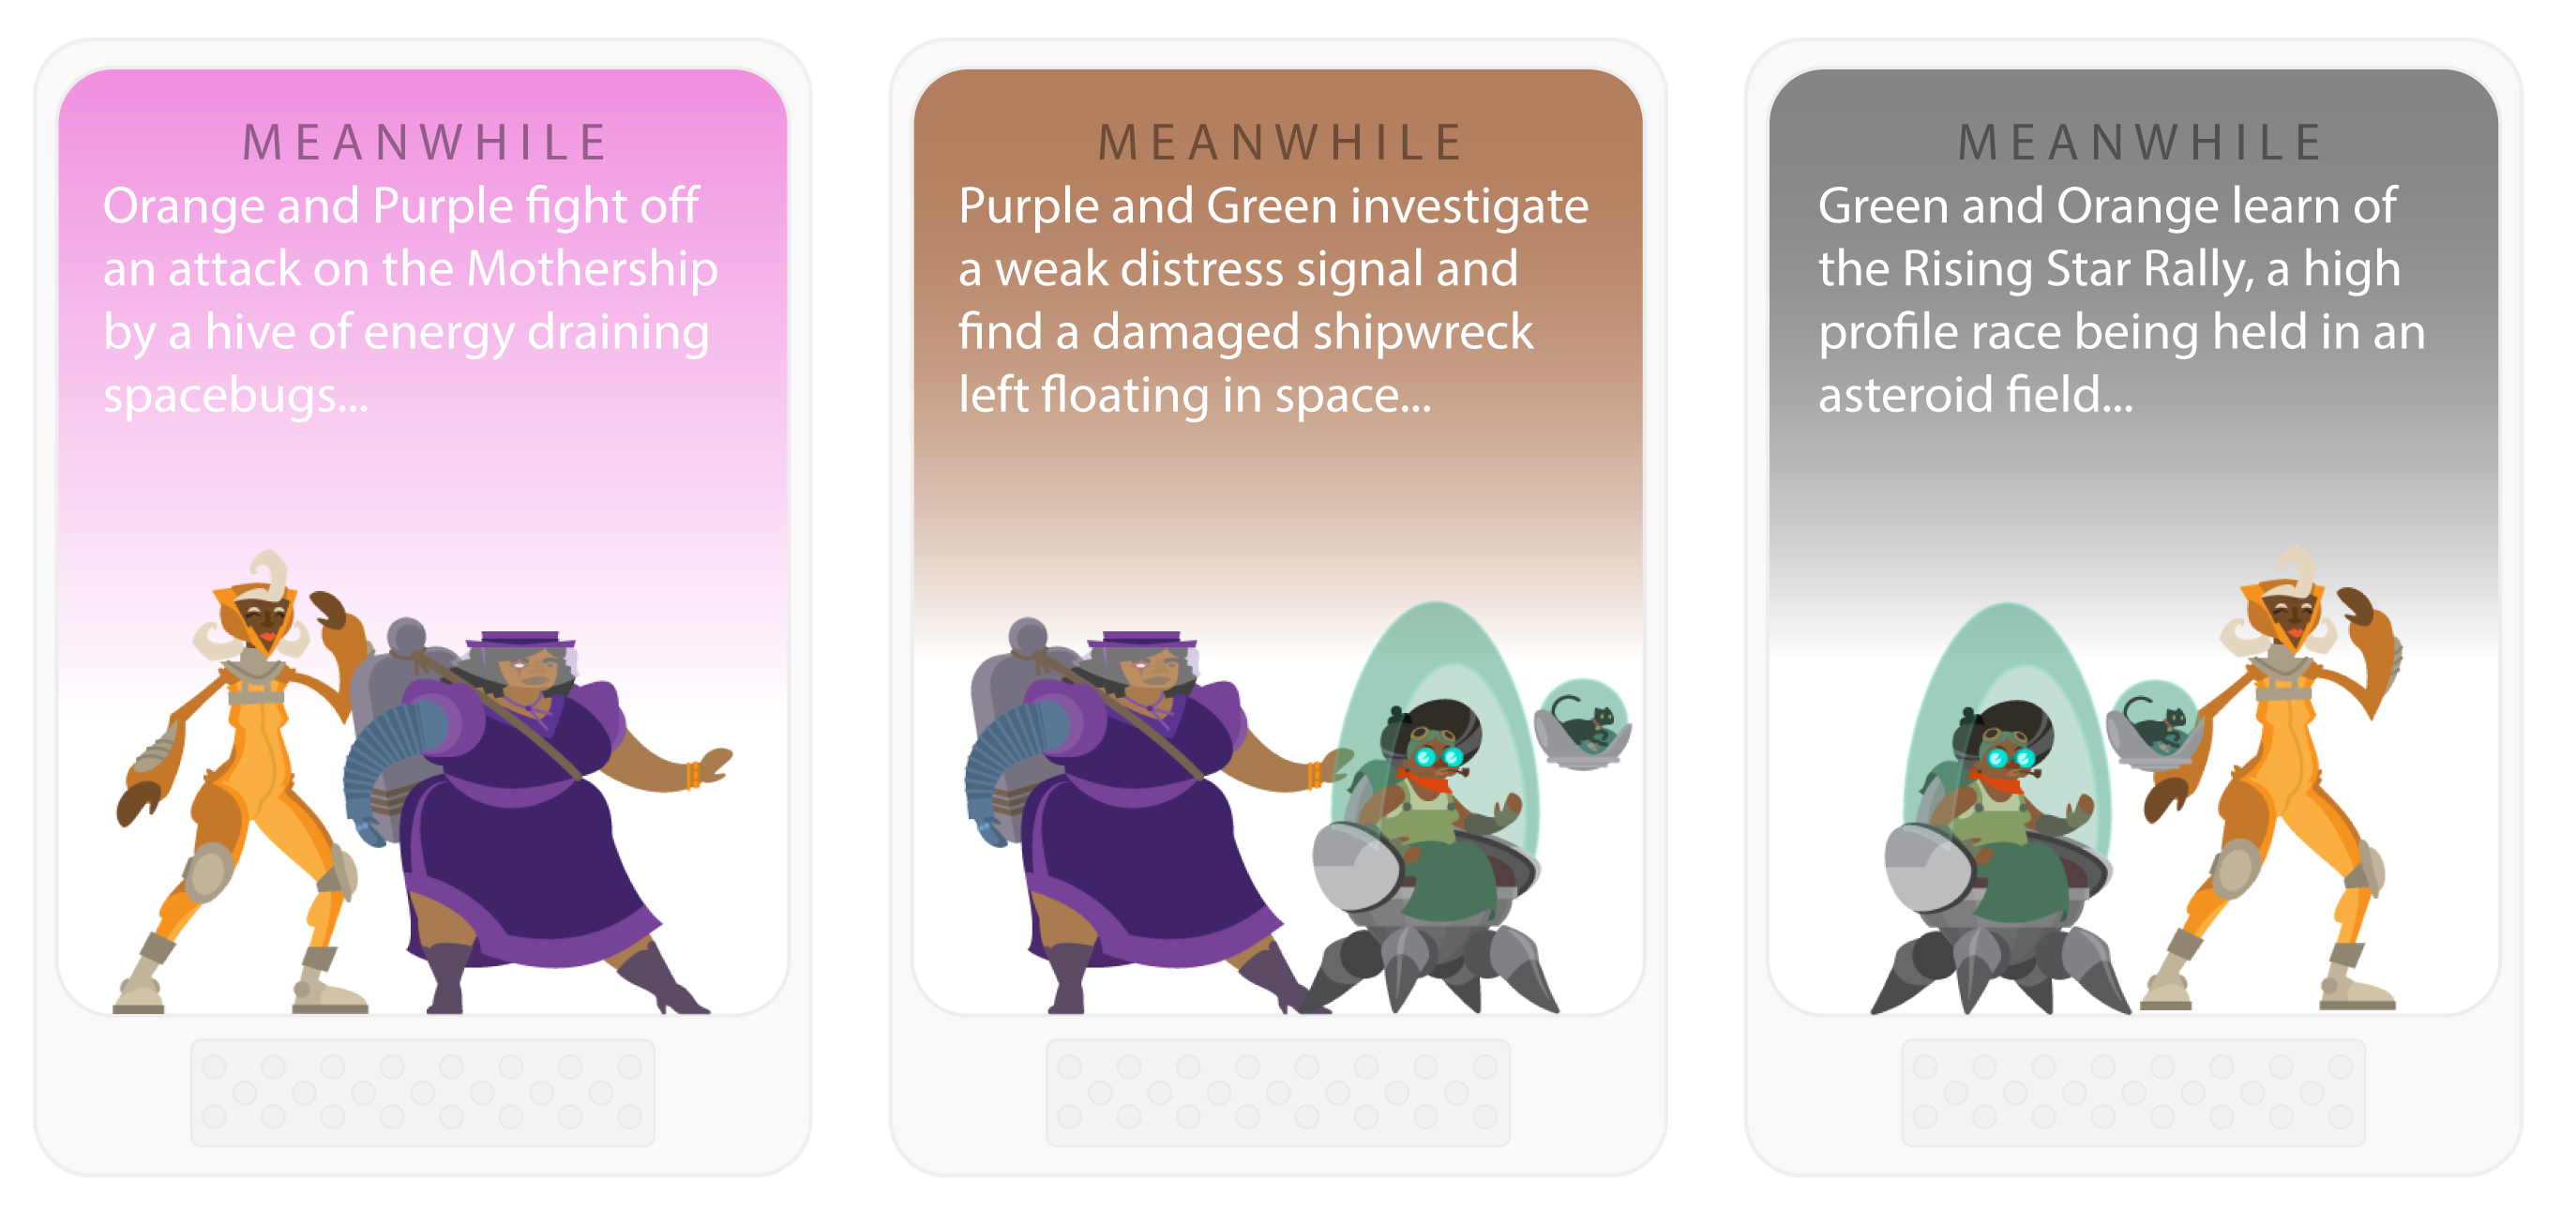 MEANWHILE
Orange and Purple fight off
an attack on the Mothership
by a hive of energy draining
spacebugs...
MEANWHILE
Purple and Green investigate
a weak distress signal and
find a damaged shipwreck
left floating in space...
MEANWHILE
Green and Orange learn of
the Rising Star Rally, a high
profile race being held in an
asteroid field...